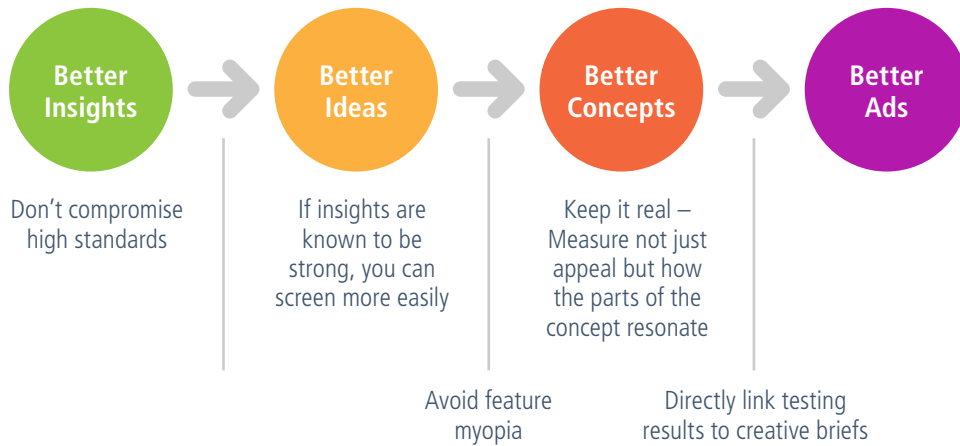 Better
Insights
Better
Ideas
Better
Concepts
Better
Ads
Don't compromise
high standards
If insights are
known to be
strong, you can
screen more easily
Keep it real –
Measure not just
appeal but how
the parts of the
concept resonate
Avoid feature
myopia
Directly link testing
results to creative briefs